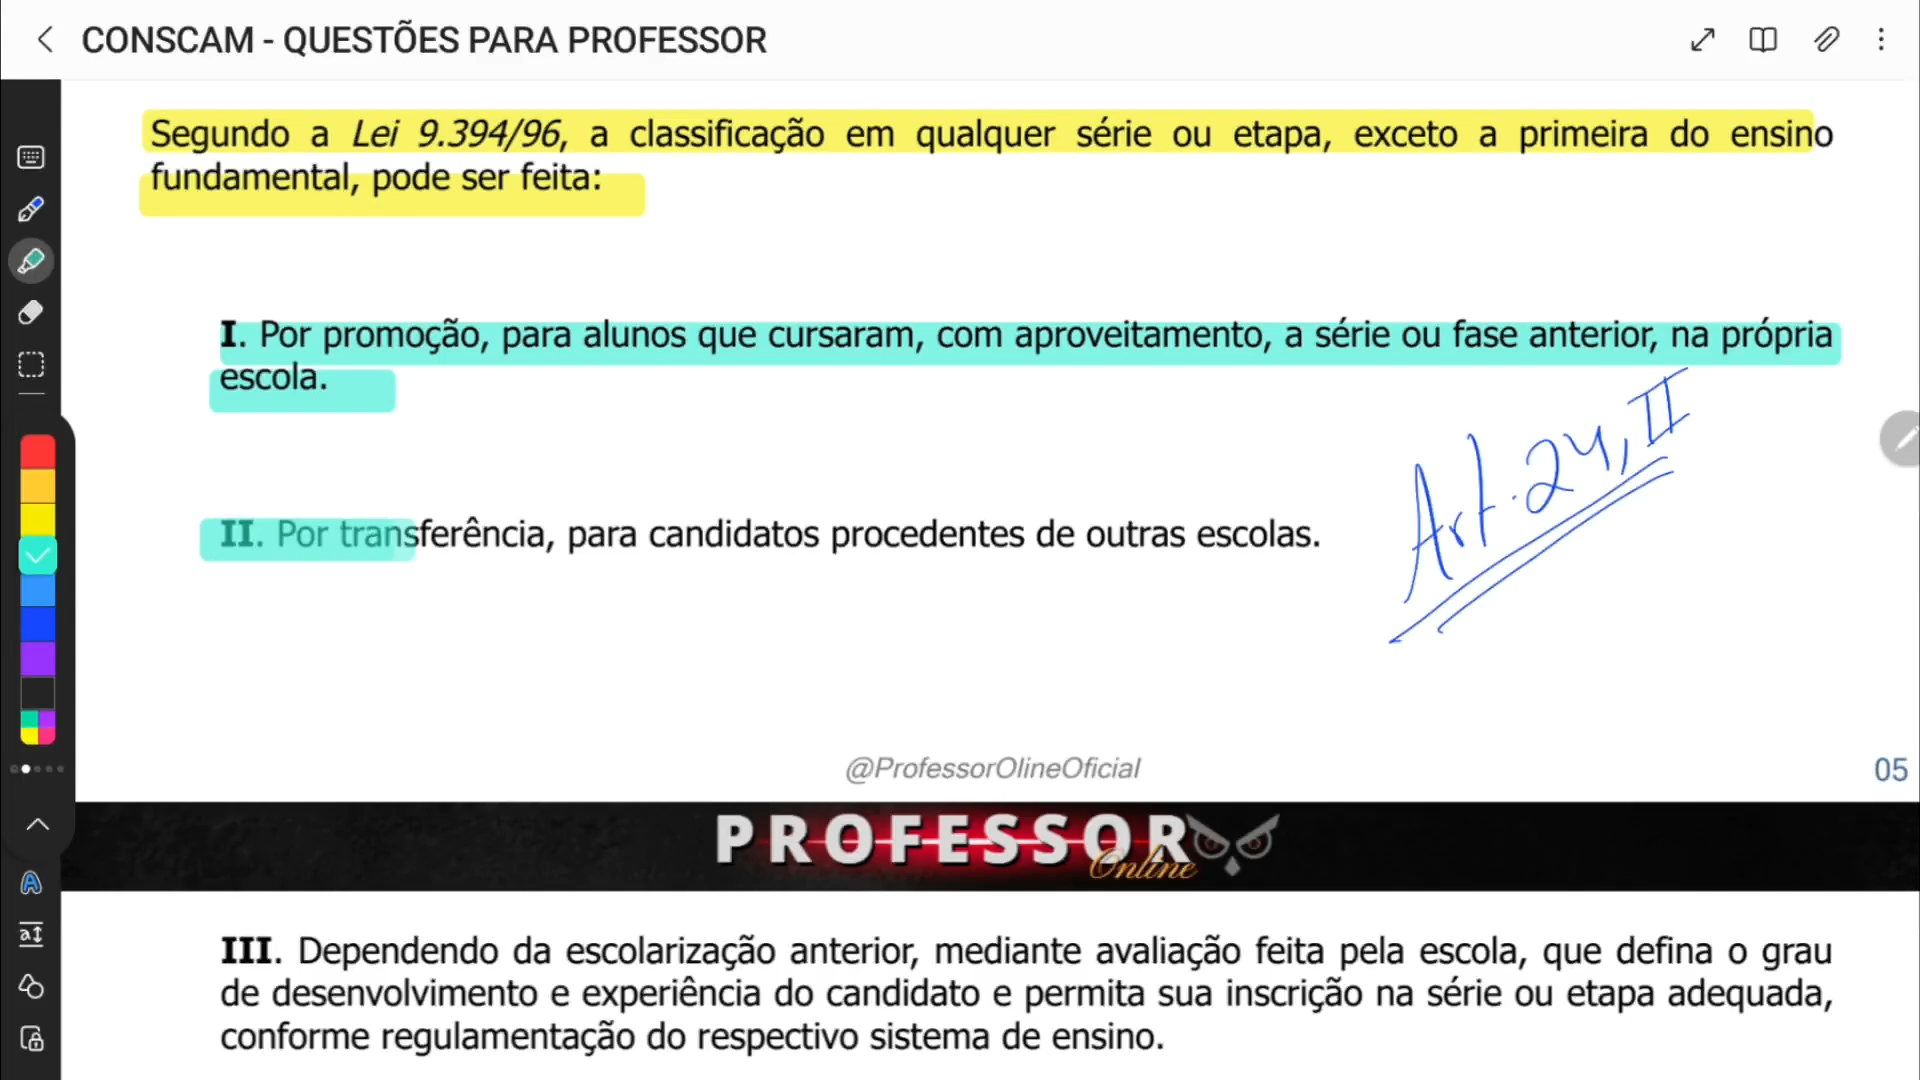 CONSCAM - QUESTÕES PARA PROFESSOR
Segundo a Lei 9.394/96, a classificação em qualquer série ou etapa, exceto a primeira do ensino
fundamental, pode ser feita:
I. Por promoção, para alunos que cursaram, com aproveitamento, a série ou fase anterior, na própria
escola.
Art. 24, II
II. Por transferência, para candidatos procedentes de outras escolas.
@ProfessorOlineOficial
05
PROFESSOR
Online
III. Dependendo da escolarização anterior, mediante avaliação feita pela escola, que defina o grau
de desenvolvimento e experiência do candidato e permita sua inscrição na série ou etapa adequada,
conforme regulamentação do respectivo sistema de ensino.